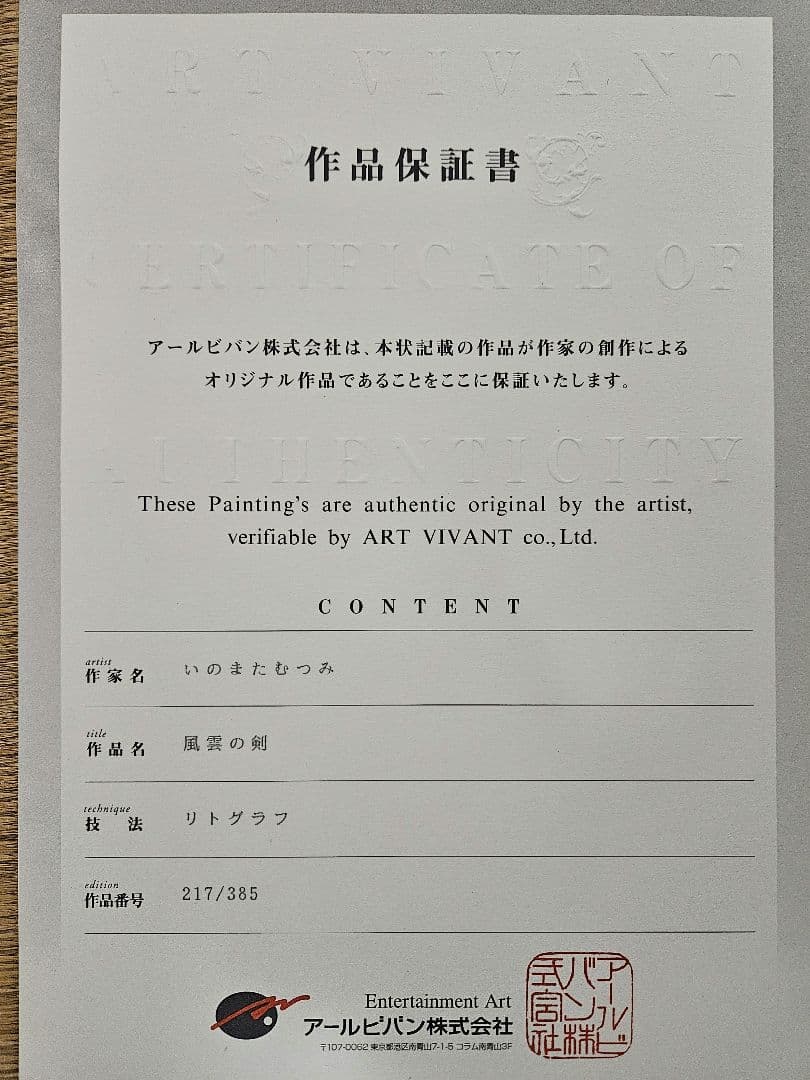 ART VIVANT
作品保証書
CERTIFICATE OF
アールビバン株式会社は、本状記載の作品が作家の創作による
オリジナル作品であることをここに保証いたします。
AUTHENTICITY
These Painting's are authentic original by the artist,
verifiable by ART VIVANT co.,Ltd.
CONTENT
artist
作家名 いのまたむつみ
title
作品名 風雲の剣
technique
技法 リトグラフ
edition
作品番号 217/385
Entertainment Art
アールビバン株式会社
〒107-0062 東京都港区南青山7-1-5 コラム南青山3F
アールビバン株式会社